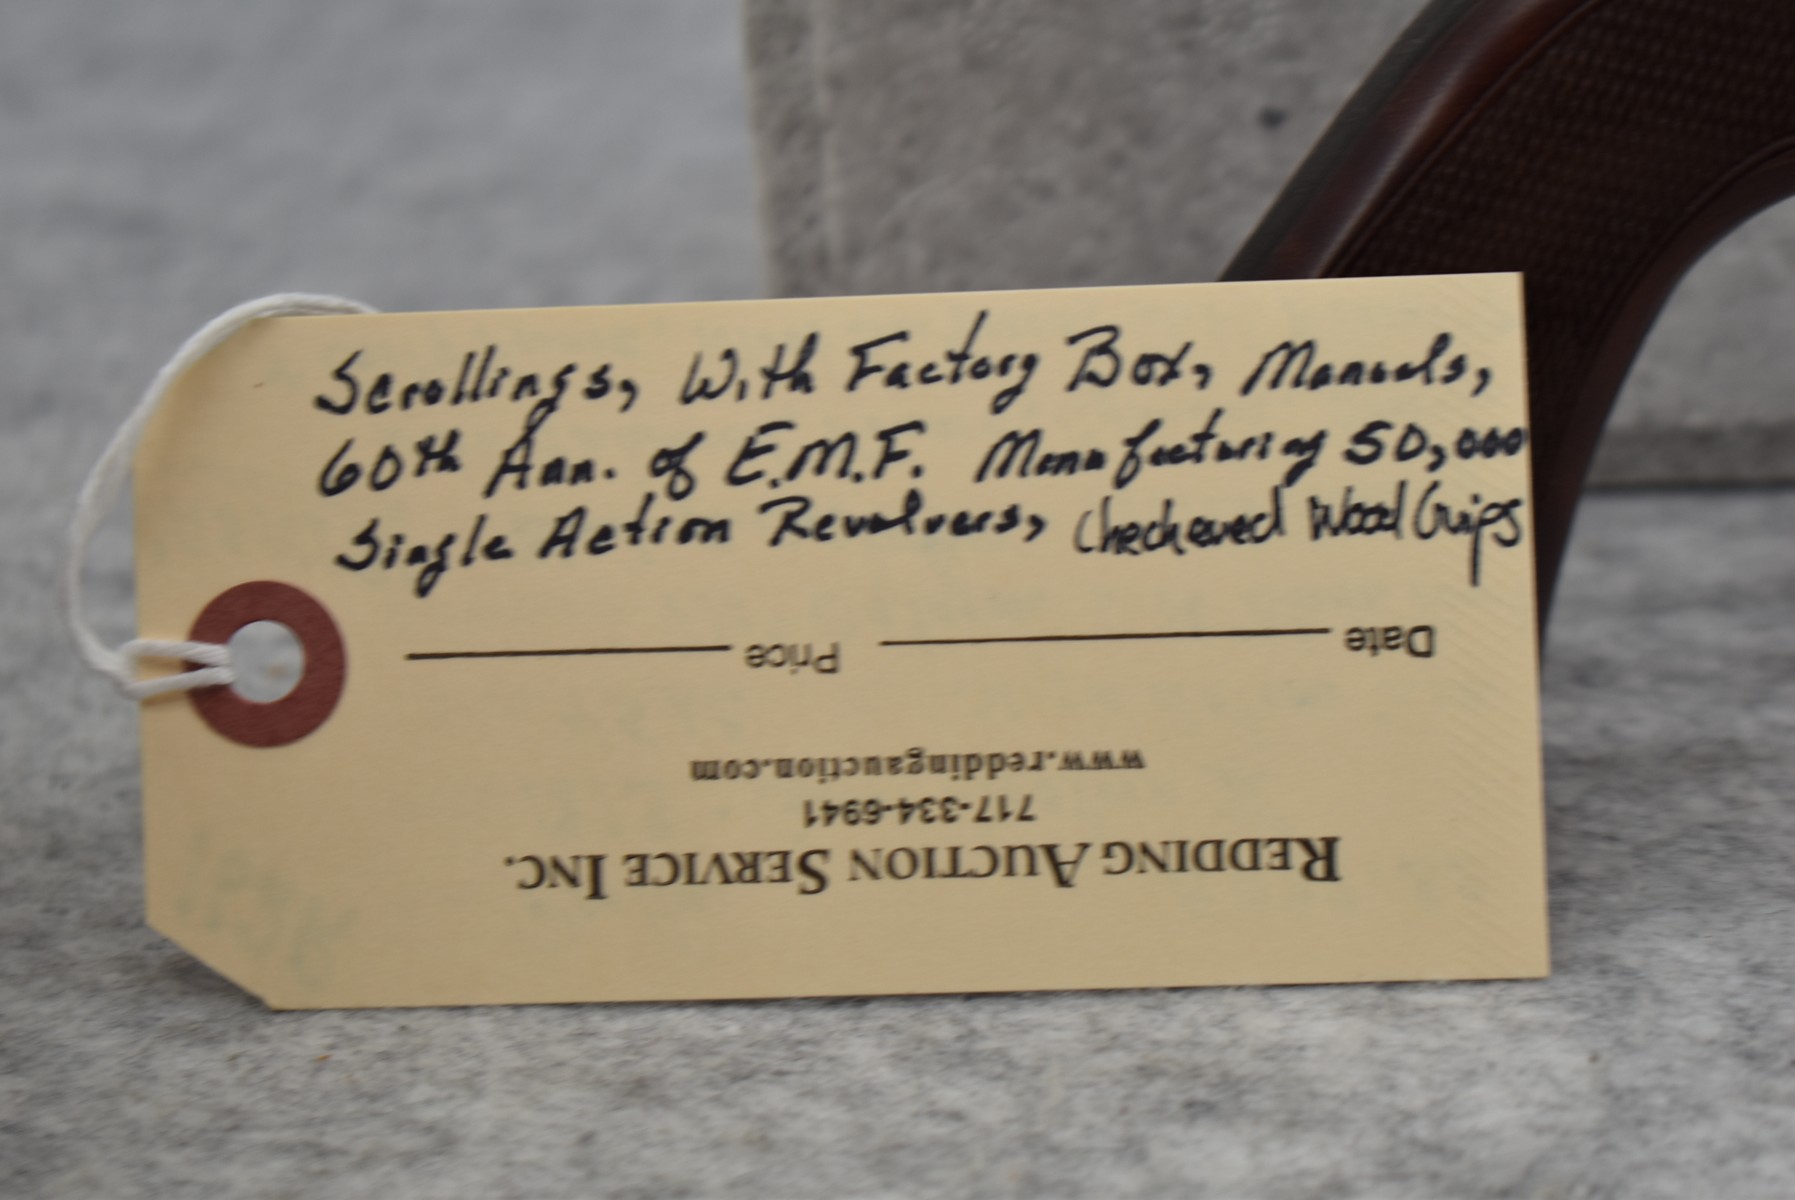 Scrollings, With Factory Box, Manuals,
60th Ann. of E.M.F. Manufacturing 50,000
Single Action Revolvers, Checkered Wood Grips
REDDING AUCTION SERVICE INC.
717-334-6941
www.reddingauction.com
Date Price